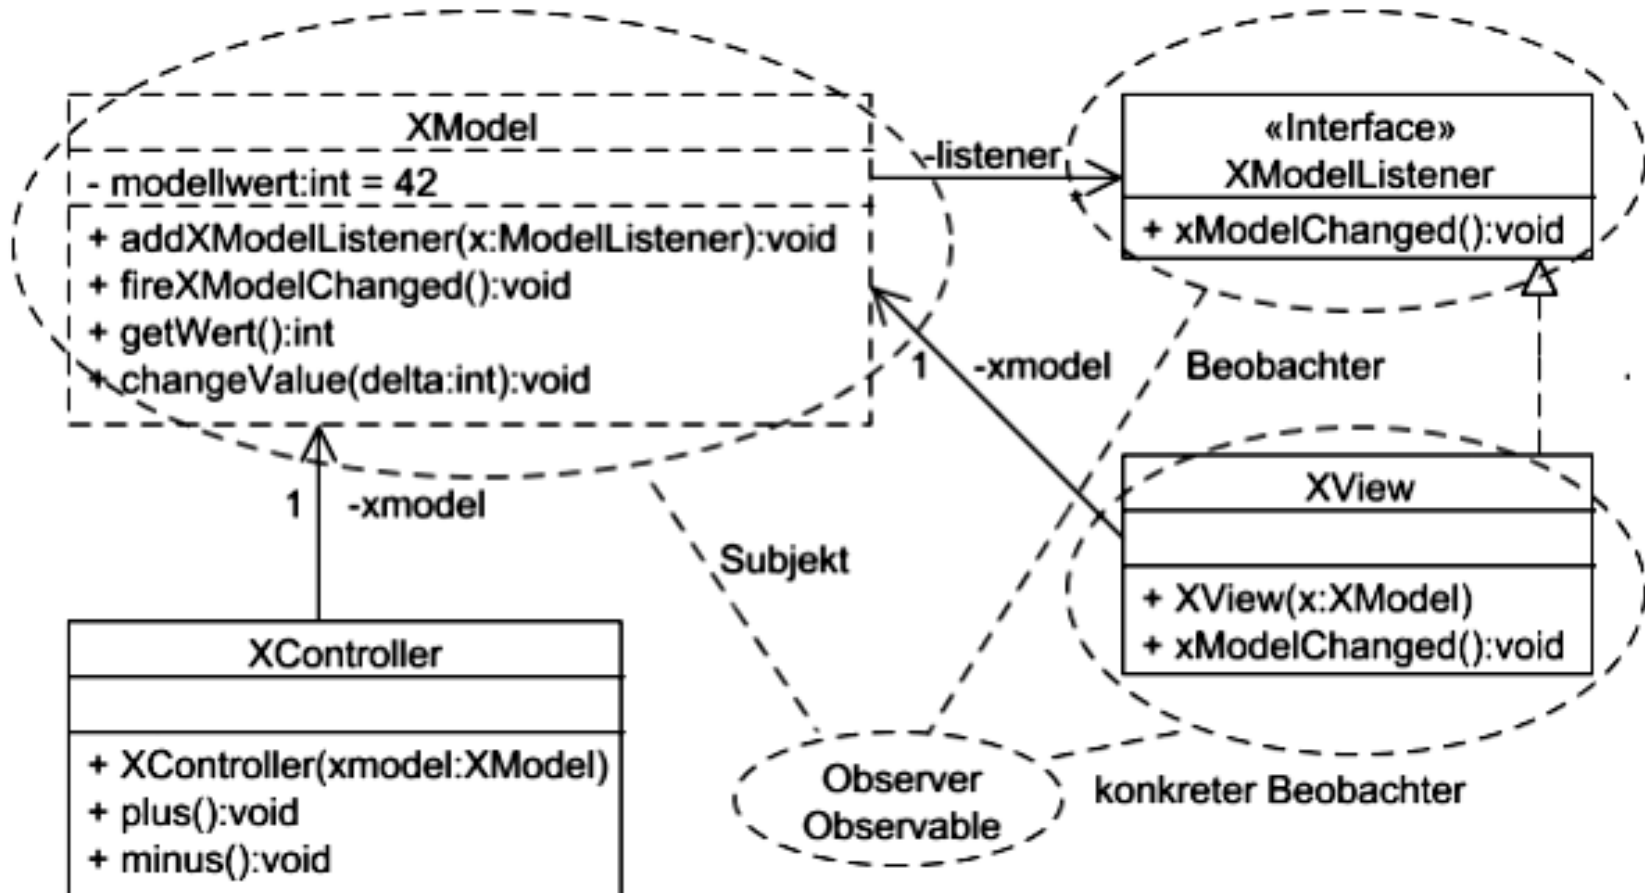 XModel
- modellwert:int = 42
+ addXModelListener(x:ModelListener):void
+ fireXModelChanged():void
+ getWert():int
+ changeValue(delta:int):void
-listener
«Interface»
XModelListener
+ xModelChanged():void
1
-xmodel
Beobachter
1
-xmodel
Subjekt
XView
+ XView(x:XModel)
+ xModelChanged():void
XController
+ XController(xmodel:XModel)
+ plus():void
+ minus():void
Observer
Observable
konkreter Beobachter